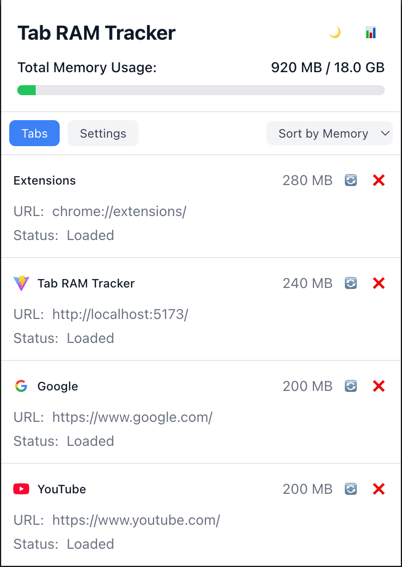 Tab RAM Tracker
Total Memory Usage: 920 MB / 18.0 GB
Tabs Settings Sort by Memory
Extensions 280 MB
URL: chrome://extensions/
Status: Loaded
Tab RAM Tracker 240 MB
URL: http://localhost:5173/
Status: Loaded
Google 200 MB
URL: https://www.google.com/
Status: Loaded
YouTube 200 MB
URL: https://www.youtube.com/
Status: Loaded